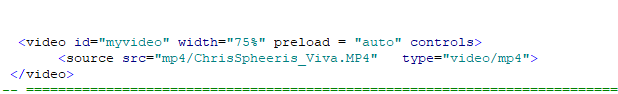 <video id="myvideo" width="75%" preload = "auto" controls>
<source src="mp4/ChrisSpheeris_Viva.MP4"   type="video/mp4">
</video>
-- ==========================================================================